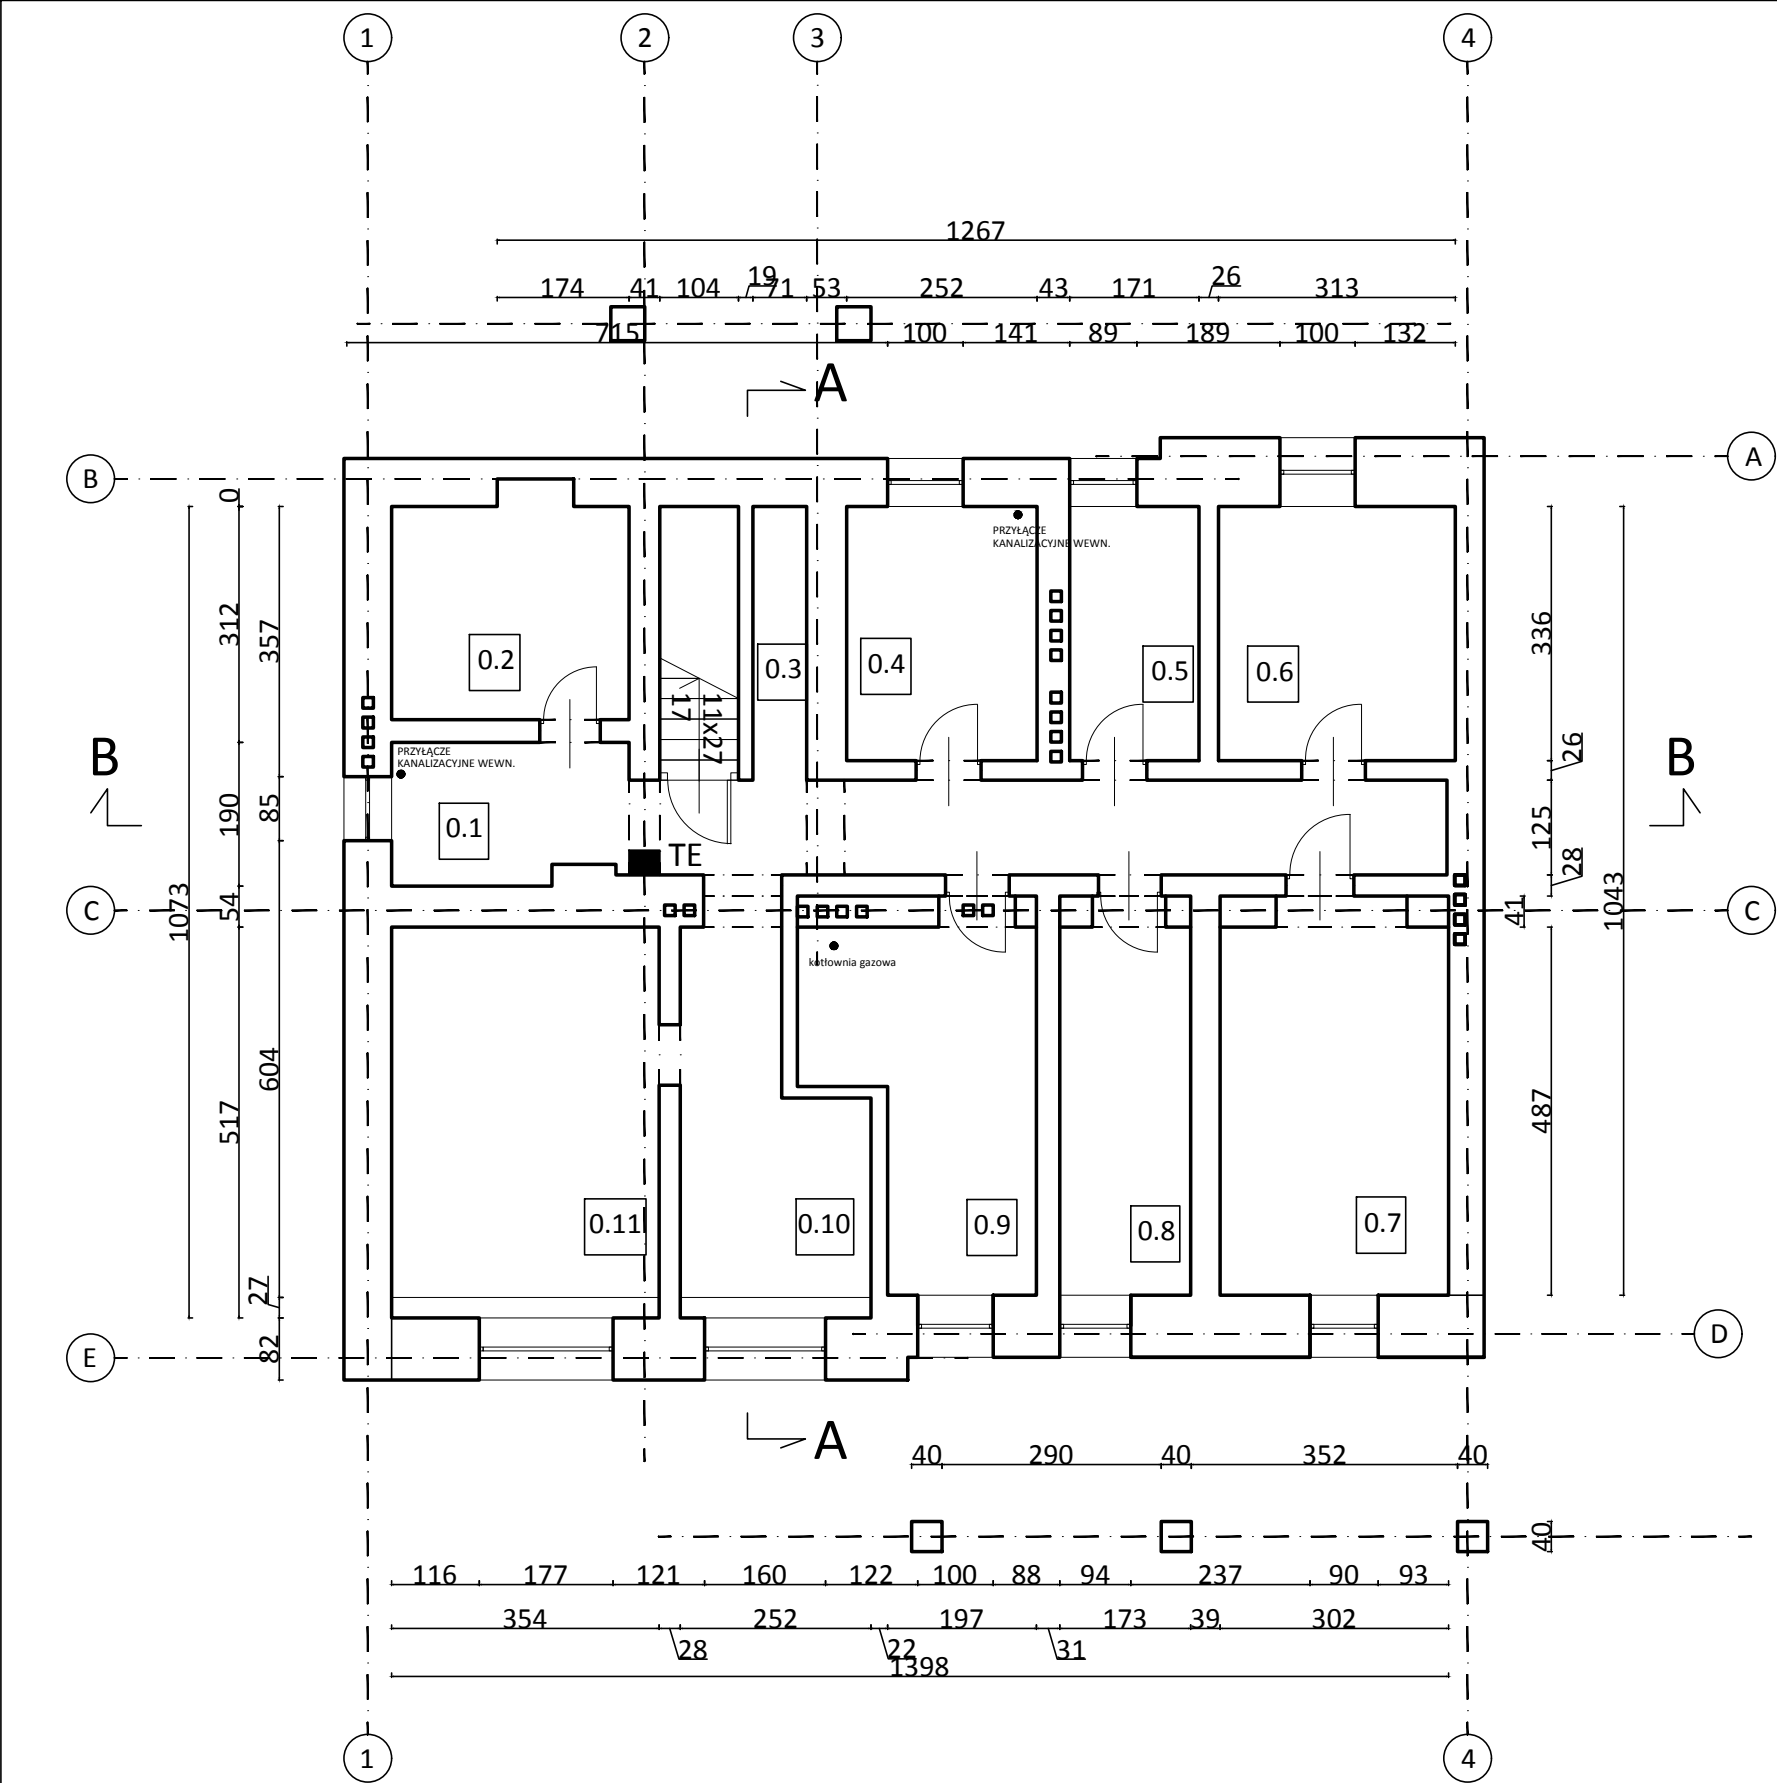 1 2 3 4
1267
174 41 104 19 71 53 252 43 171 26 313
715 100 141 89 189 100 132
A
B A
0
PRZYŁĄCZE
KANALIZACYJNE WEWN.
312 357 336
0.2 0.3 0.4 0.5 0.6
17
11x27
PRZYŁĄCZE
KANALIZACYJNE WEWN.
B B
26
190 85 125
0.1
TE
28
C C
1073 54 41 1043
kotłownia gazowa
604
517 487
0.11 0.10 0.9 0.8 0.7
27
82
E D
A
40 290 40 352 40
40
116 177 121 160 122 100 88 94 237 90 93
354 252 197 173 39 302
28 22 31
1398
1 4